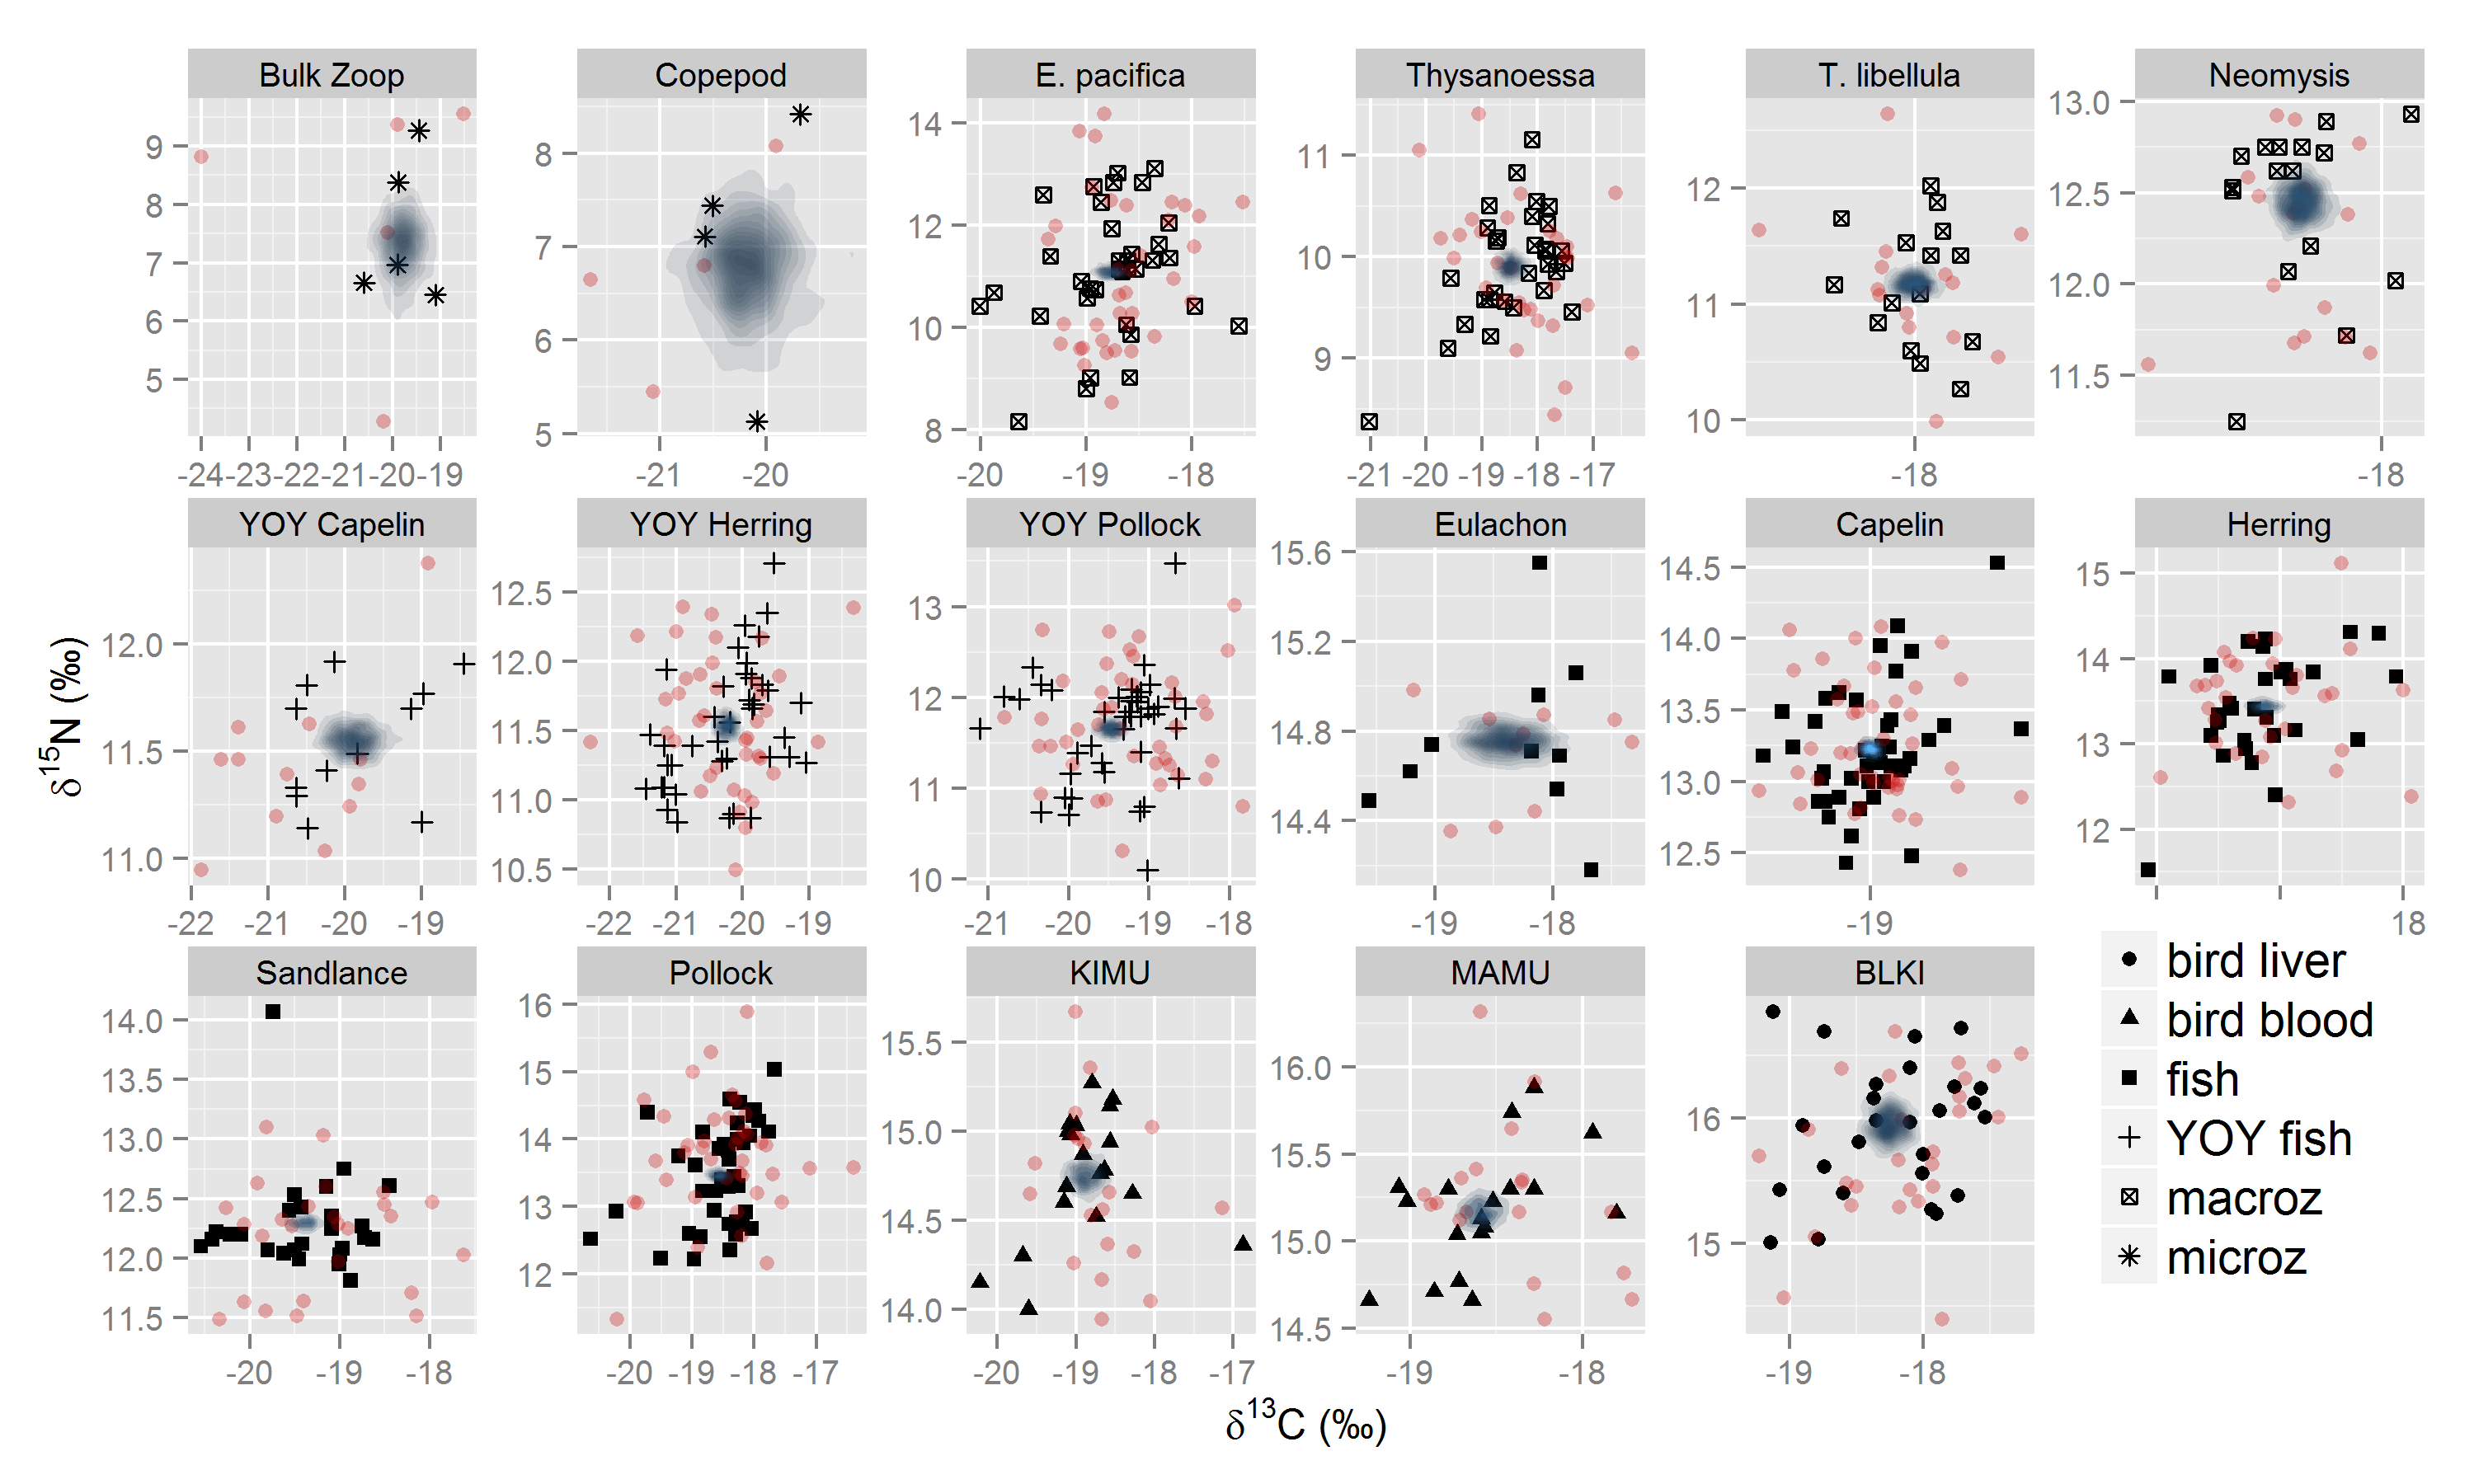 Bulk Zoop Copepod E. pacifica Thysanoessa T. libellula Neomysis
9 8 7 6 5
8 7 6 5
14 12 10 8
11 10 9
12 11 10
13.0 12.5 12.0 11.5
-24 -23 -22 -21 -20 -19
-21 -20
-20 -19 -18
-21 -20 -19 -18 -17
-18
-18
YOY Capelin YOY Herring YOY Pollock Eulachon Capelin Herring
12.0 11.5 11.0
12.5 12.0 11.5 11.0 10.5
13 12 11 10
15.6 15.2 14.8 14.4
14.5 14.0 13.5 13.0 12.5
15 14 13 12
-22 -21 -20 -19
-22 -21 -20 -19
-21 -20 -19 -18
-19 -18
-19
18
Sandlance Pollock KIMU MAMU BLKI
14.0 13.5 13.0 12.5 12.0 11.5
16 15 14 13 12
15.5 15.0 14.5 14.0
16.0 15.5 15.0 14.5
16 15
-20 -19 -18
-20 -19 -18 -17
-20 -19 -18 -17
-19 -18
-19 -18
δ15N (‰)
δ13C (‰)
bird liver
bird blood
fish
YOY fish
macroz
microz